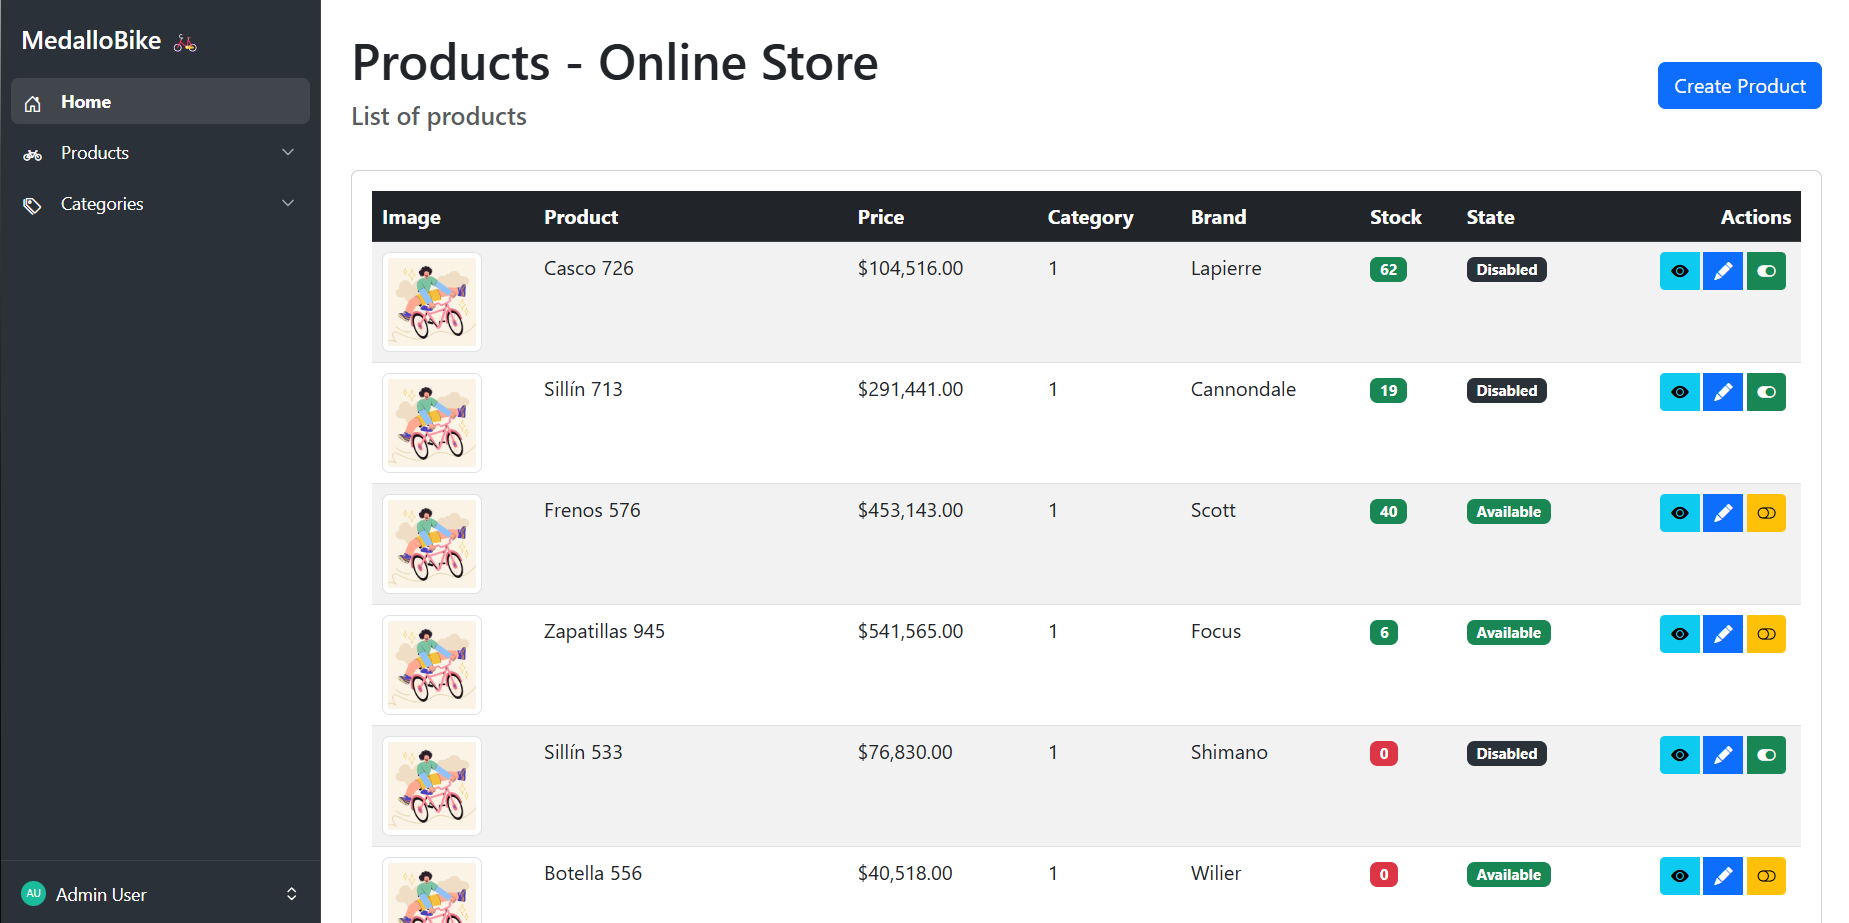 MedalloBike
Home
Products
Categories
AU Admin User
Products - Online Store
List of products
Create Product
Image Product Price Category Brand Stock State Actions
Casco 726 $104,516.00 1 Lapierre 62 Disabled
Sillín 713 $291,441.00 1 Cannondale 19 Disabled
Frenos 576 $453,143.00 1 Scott 40 Available
Zapatillas 945 $541,565.00 1 Focus 6 Available
Sillín 533 $76,830.00 1 Shimano 0 Disabled
Botella 556 $40,518.00 1 Wilier 0 Available